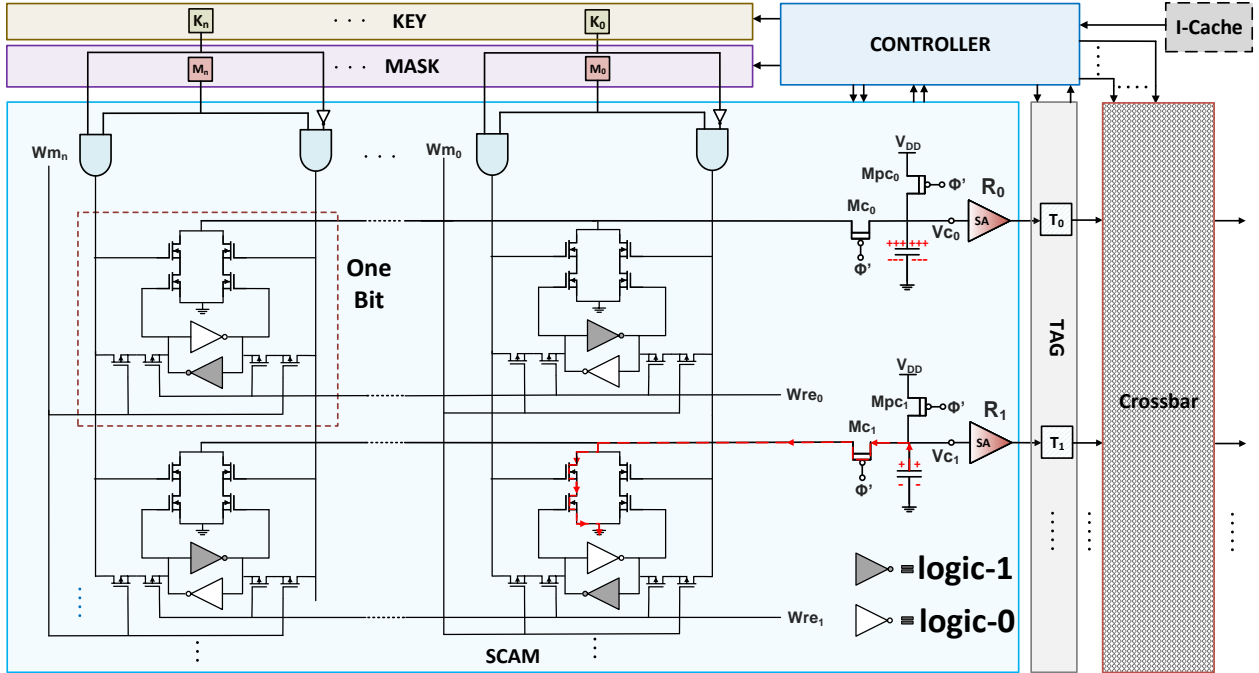 Kn · · · KEY K0
Mn · · · MASK M0
CONTROLLER
I-Cache
Wmn · · · Wm0
VDD
Mpc0 Φ'
R0
Mc0 Vc0 SA T0
+++ +++
--- ---
Φ'
One
Bit
Wre0
VDD
Mpc1 Φ'
R1
Mc1 Vc1 SA T1
+ +
- -
Φ'
TAG
Crossbar
= logic-1
= logic-0
Wre1
SCAM